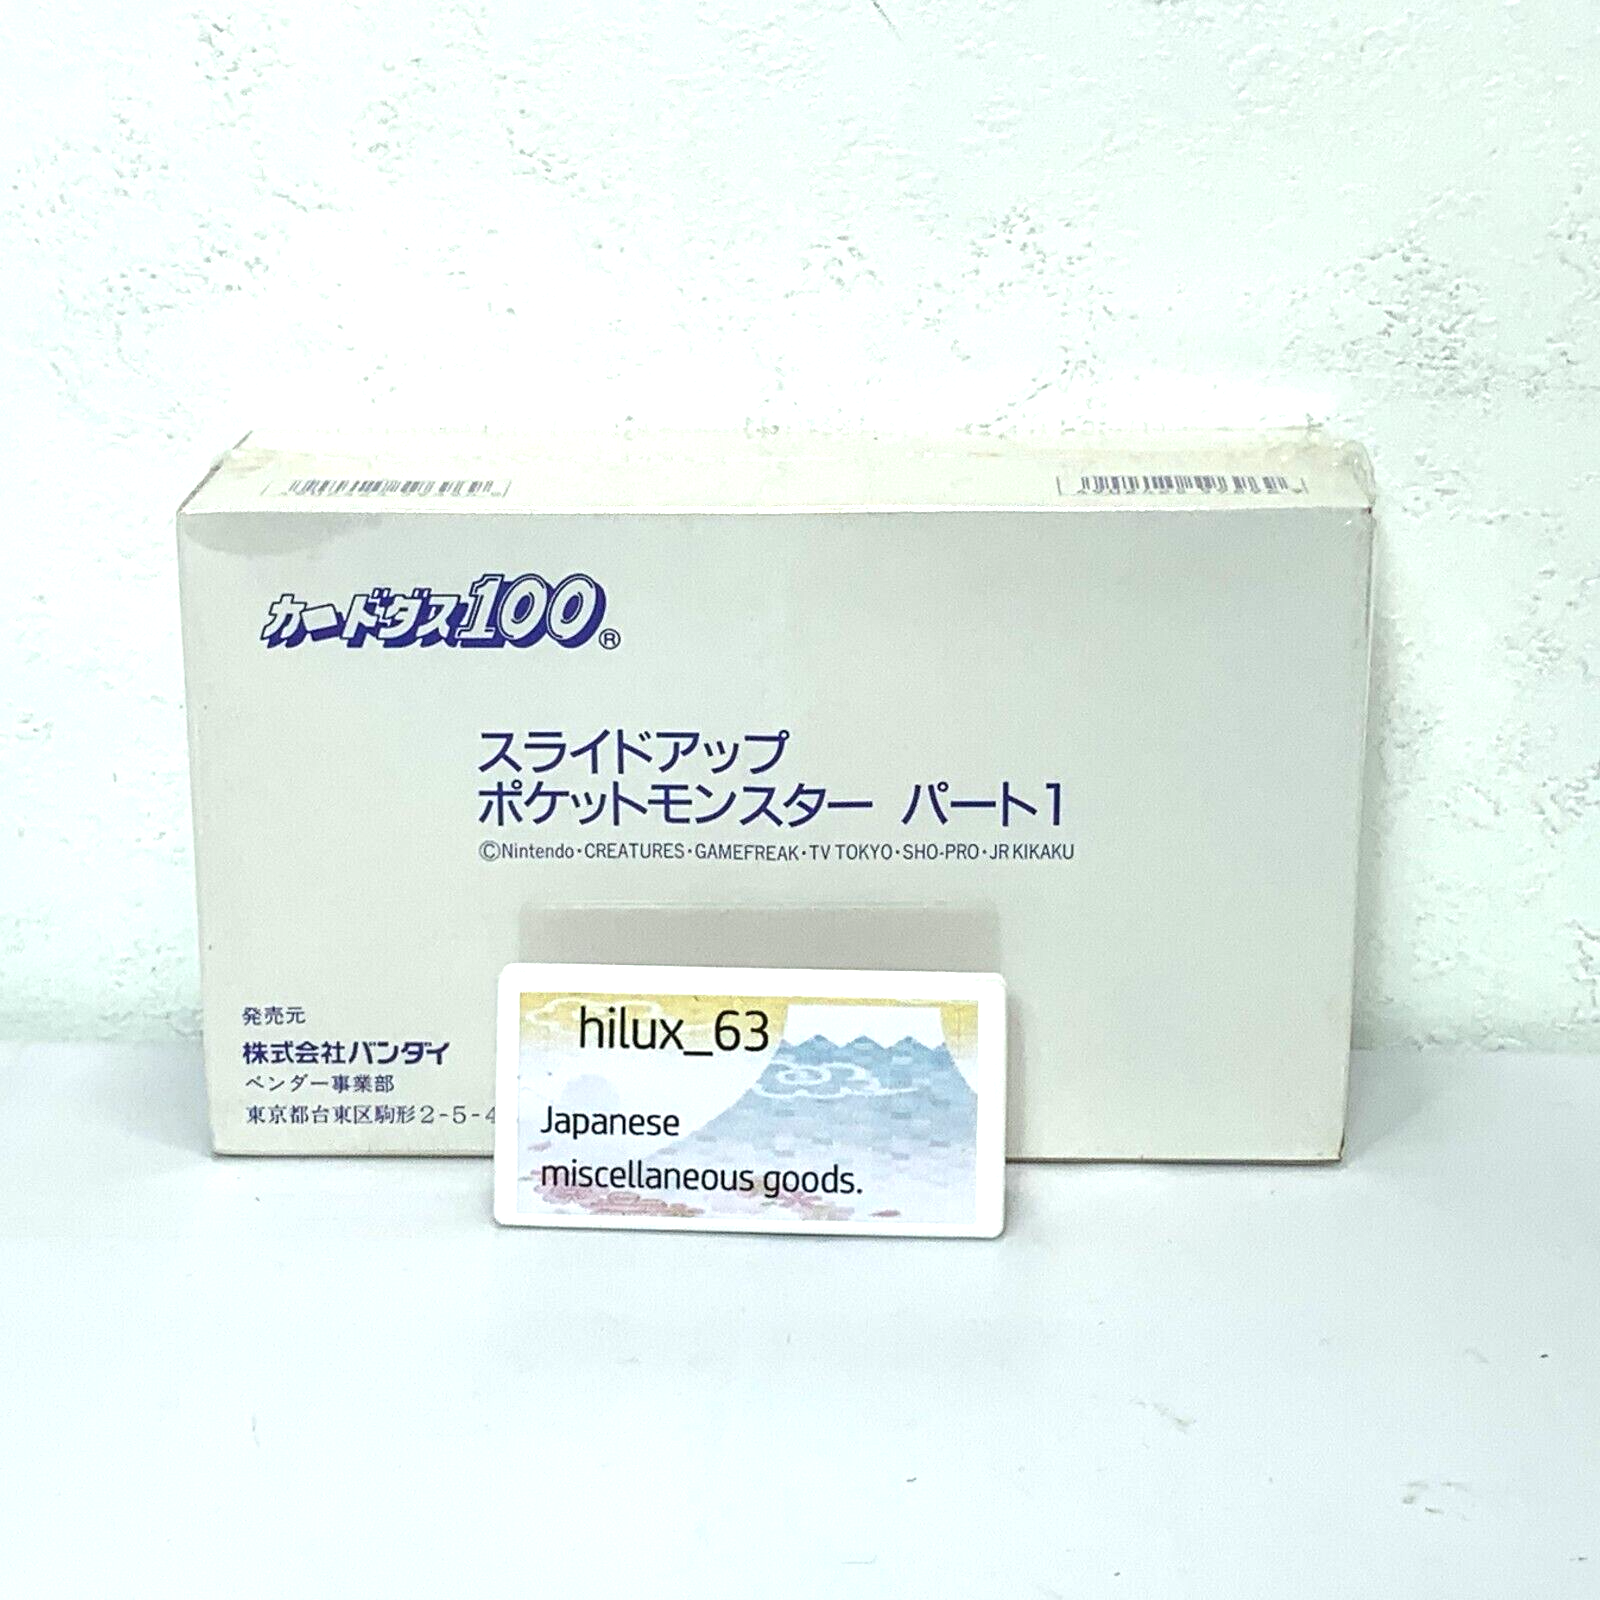 カードダス100®
スライドアップ
ポケットモンスター パート1
©Nintendo・CREATURES・GAMEFREAK・TV TOKYO・SHO-PRO・JR KIKAKU
発売元
株式会社バンダイ
ベンダー事業部
東京都台東区駒形2-5-4
hilux_63
Japanese
miscellaneous goods.